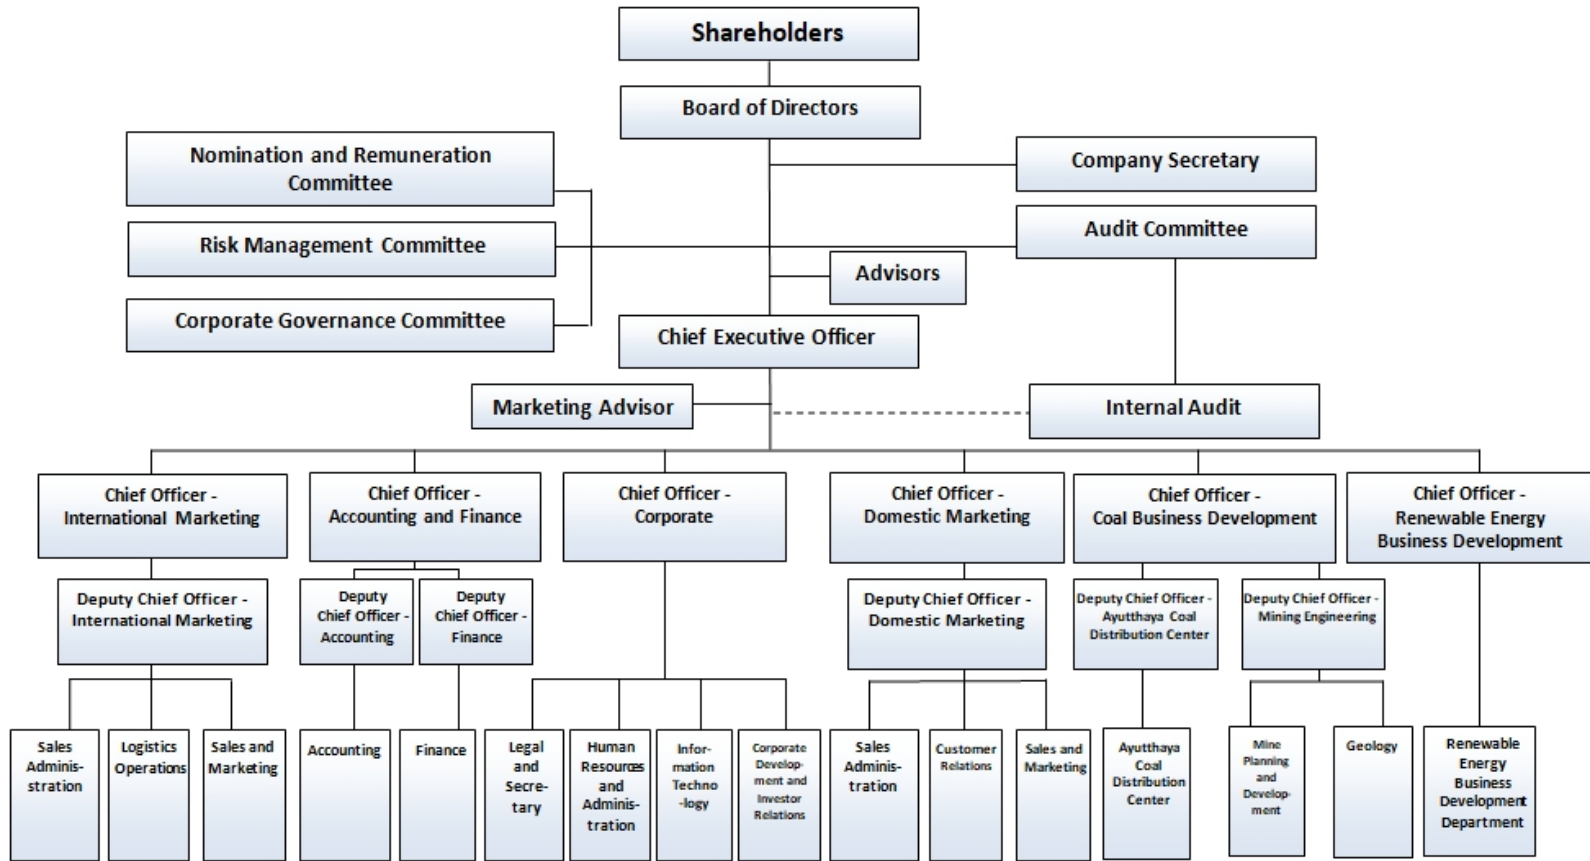 Shareholders
Board of Directors
Nomination and Remuneration
Committee
Company Secretary
Risk Management Committee
Audit Committee
Advisors
Corporate Governance Committee
Chief Executive Officer
Marketing Advisor
Internal Audit
Chief Officer -
International Marketing
Chief Officer -
Accounting and Finance
Chief Officer -
Corporate
Chief Officer -
Domestic Marketing
Chief Officer -
Coal Business Development
Chief Officer -
Renewable Energy
Business Development
Deputy Chief Officer -
International Marketing
Deputy
Chief Officer -
Accounting
Deputy
Chief Officer -
Finance
Deputy Chief Officer -
Domestic Marketing
Deputy Chief Officer -
Ayutthaya Coal
Distribution Center
Deputy Chief Officer -
Mining Engineering
Sales
Adminis-
stration
Logistics
Operations
Sales and
Marketing
Accounting
Finance
Legal
and
Secre-
tary
Human
Resources
and
Adminis-
tration
Infor-
mation
Techno
-logy
Corporate
Develop-
ment and
Investor
Relations
Sales
Adminis-
tration
Customer
Relations
Sales and
Marketing
Ayutthaya
Coal
Distribution
Center
Mine
Planning
and
Develop-
ment
Geology
Renewable
Energy
Business
Development
Department